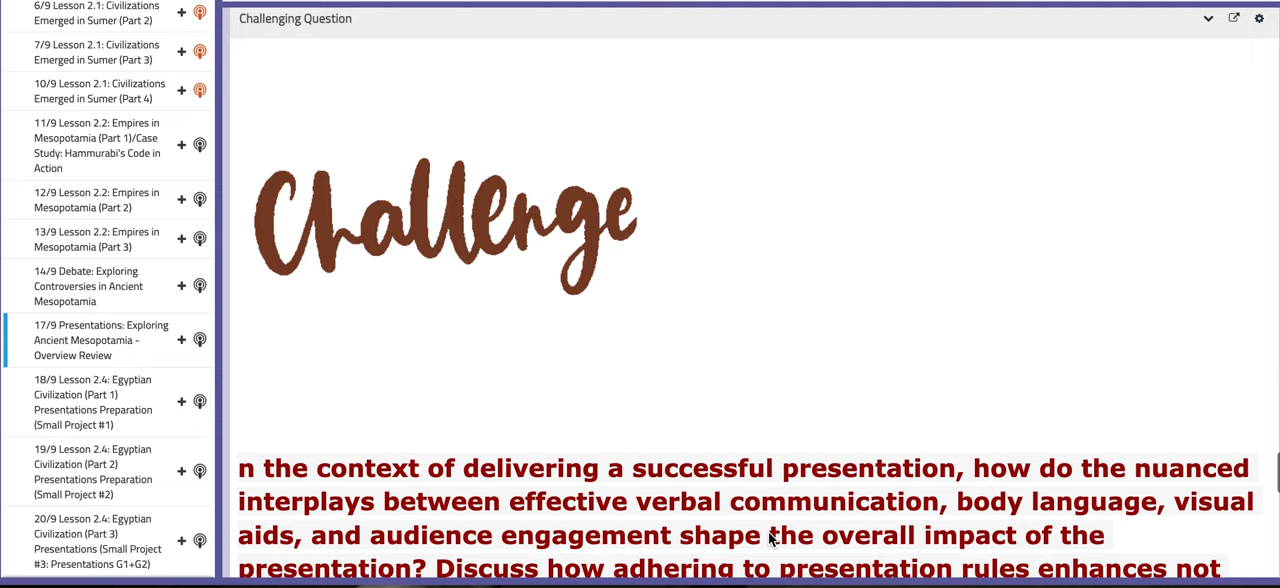 6/9 Lesson 2.1: Civilizations
Emerged in Sumer (Part 2)
7/9 Lesson 2.1: Civilizations
Emerged in Sumer (Part 3)
10/9 Lesson 2.1: Civilizations
Emerged in Sumer (Part 4)
11/9 Lesson 2.2: Empires in
Mesopotamia (Part 1)/Case
Study: Hammurabi's Code in
Action
12/9 Lesson 2.2: Empires in
Mesopotamia (Part 2)
13/9 Lesson 2.2: Empires in
Mesopotamia (Part 3)
14/9 Debate: Exploring
Controversies in Ancient
Mesopotamia
17/9 Presentations: Exploring
Ancient Mesopotamia -
Overview Review
18/9 Lesson 2.4: Egyptian
Civilization (Part 1)
Presentations Preparation
(Small Project #1)
19/9 Lesson 2.4: Egyptian
Civilization (Part 2)
Presentations Preparation
(Small Project #2)
20/9 Lesson 2.4: Egyptian
Civilization (Part 3)
Presentations (Small Project
#3: Presentations G1+G2)
Challenging Question
Challenge
n the context of delivering a successful presentation, how do the nuanced
interplays between effective verbal communication, body language, visual
aids, and audience engagement shape the overall impact of the
presentation? Discuss how adhering to presentation rules enhances not